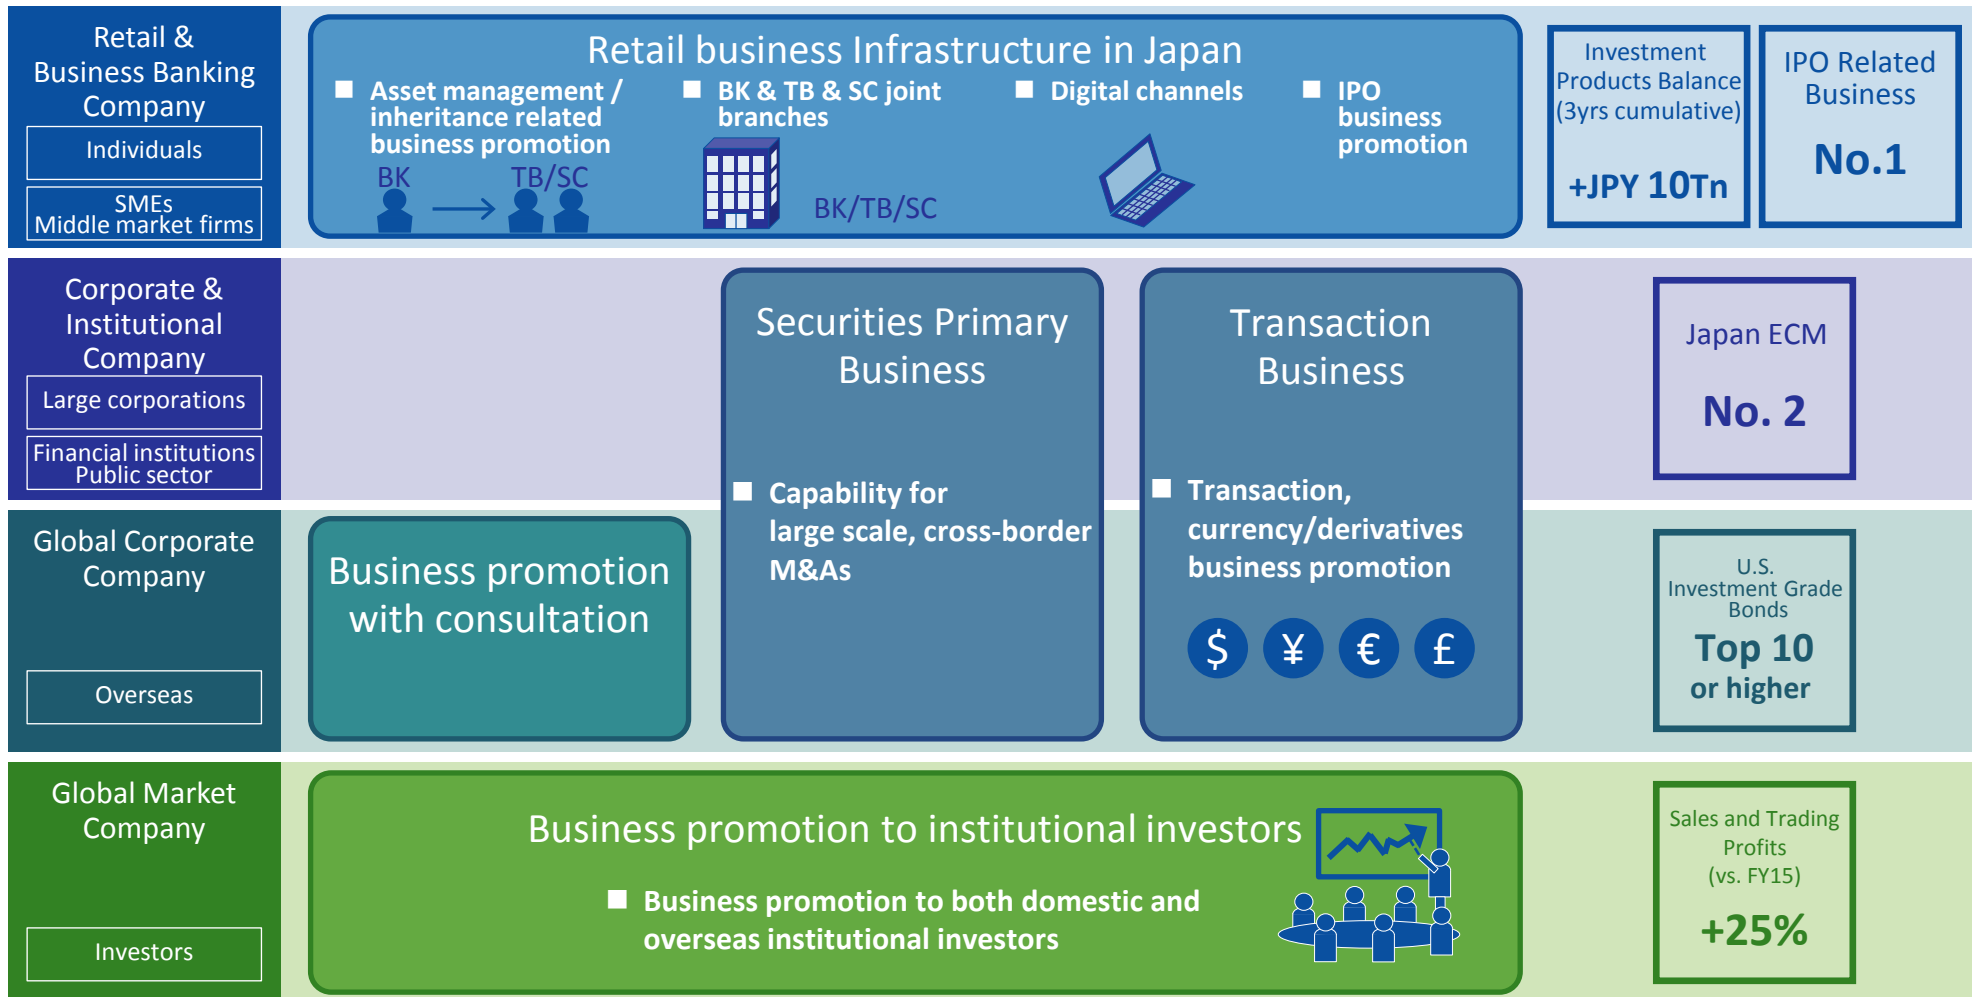 Retail &
Business Banking
Company
Individuals
SMEs
Middle market firms
Retail business Infrastructure in Japan
Asset management /
inheritance related
business promotion
BK
TB/SC
BK & TB & SC joint
branches
BK/TB/SC
Digital channels
IPO
business
promotion
Investment
Products Balance
(3yrs cumulative)
+JPY 10Tn
IPO Related
Business
No.1
Corporate &
Institutional
Company
Large corporations
Financial institutions
Public sector
Securities Primary
Business
Capability for
large scale, cross-border
M&As
Transaction
Business
Transaction,
currency/derivatives
business promotion
$ ¥ € £
Japan ECM
No. 2
Global Corporate
Company
Overseas
Business promotion
with consultation
U.S.
Investment Grade
Bonds
Top 10
or higher
Global Market
Company
Investors
Business promotion to institutional investors
Business promotion to both domestic and
overseas institutional investors
Sales and Trading
Profits
(vs. FY15)
+25%